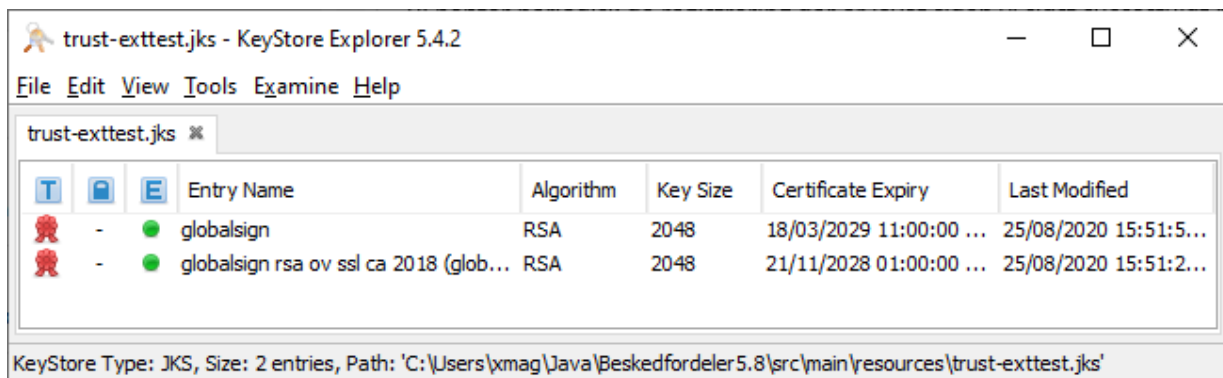 trust-exttest.jks - KeyStore Explorer 5.4.2
File Edit View Tools Examine Help
trust-exttest.jks
T E Entry Name Algorithm Key Size Certificate Expiry Last Modified
- globalsign RSA 2048 18/03/2029 11:00:00 ... 25/08/2020 15:51:5...
- globalsign rsa ov ssl ca 2018 (glob... RSA 2048 21/11/2028 01:00:00 ... 25/08/2020 15:51:2...
KeyStore Type: JKS, Size: 2 entries, Path: 'C:\Users\xmag\Java\Beskedfordeler5.8\src\main\resources\trust-exttest.jks'